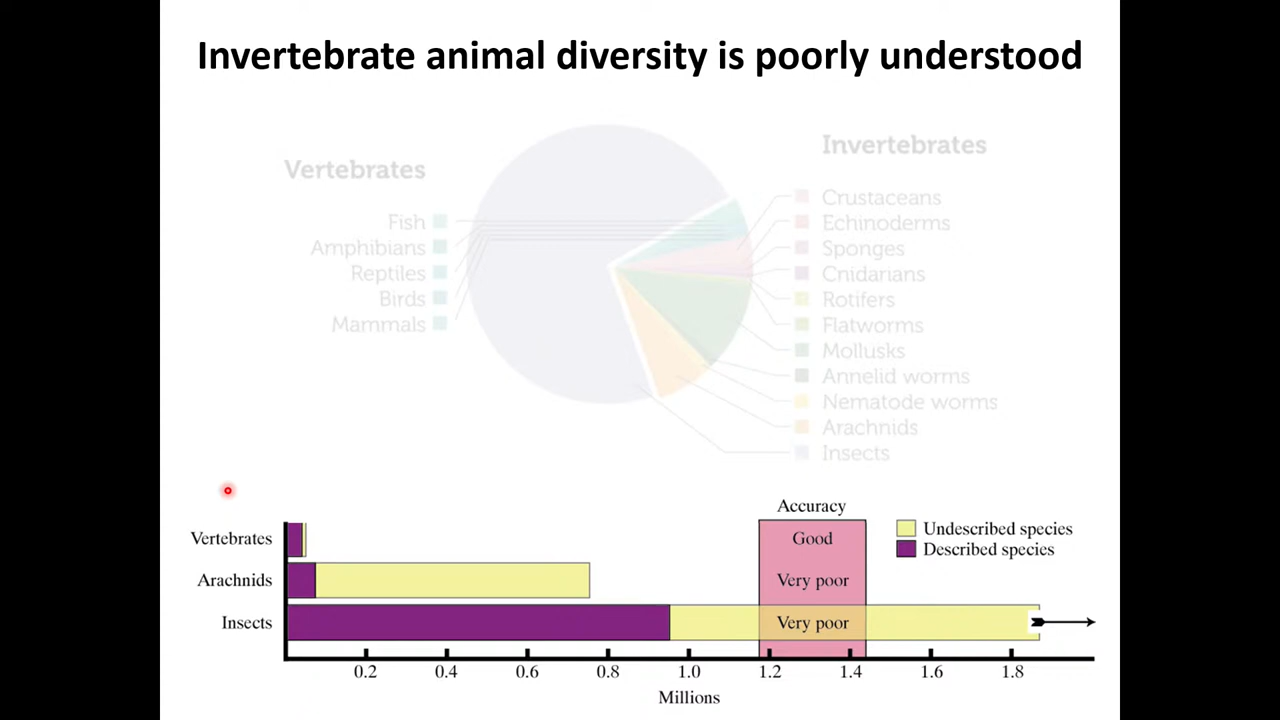 Invertebrate animal diversity is poorly understood
Vertebrates
Fish
Amphibians
Reptiles
Birds
Mammals
Invertebrates
Crustaceans
Echinoderms
Sponges
Cnidarians
Rotifers
Flatworms
Mollusks
Annelid worms
Nematode worms
Arachnids
Insects
Accuracy
Vertebrates
Good
Undescribed species
Described species
Arachnids
Very poor
Insects
Very poor
0.2 0.4 0.6 0.8 1.0 1.2 1.4 1.6 1.8
Millions